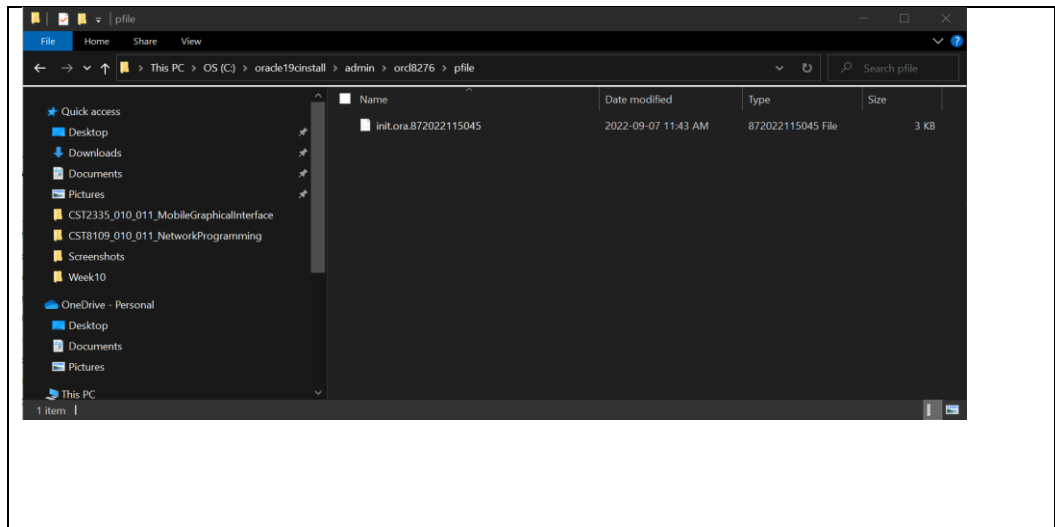 pfile
File Home Share View
This PC > OS (C:) > oracle19cinstall > admin > orcl8276 > pfile
Search pfile
Quick access
Desktop
Downloads
Documents
Pictures
CST2335_010_011_MobileGraphicalInterface
CST8109_010_011_NetworkProgramming
Screenshots
Week10
OneDrive - Personal
Desktop
Documents
Pictures
This PC
Name Date modified Type Size
init.ora.872022115045 2022-09-07 11:43 AM 872022115045 File 3 KB
1 item